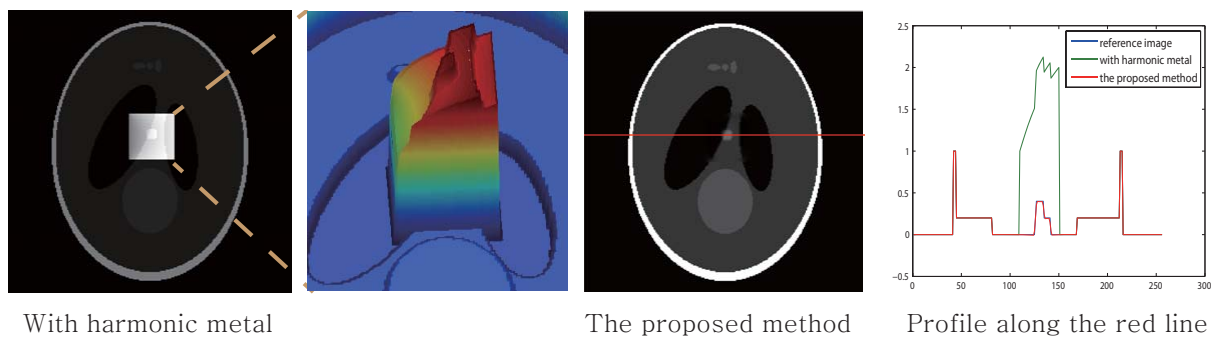 2.5
2
1.5
1
0.5
0
−0.5
0
50
100
150
200
250
300
reference image
with harmonic metal
the proposed method
With harmonic metal
The proposed method
Profile along the red line